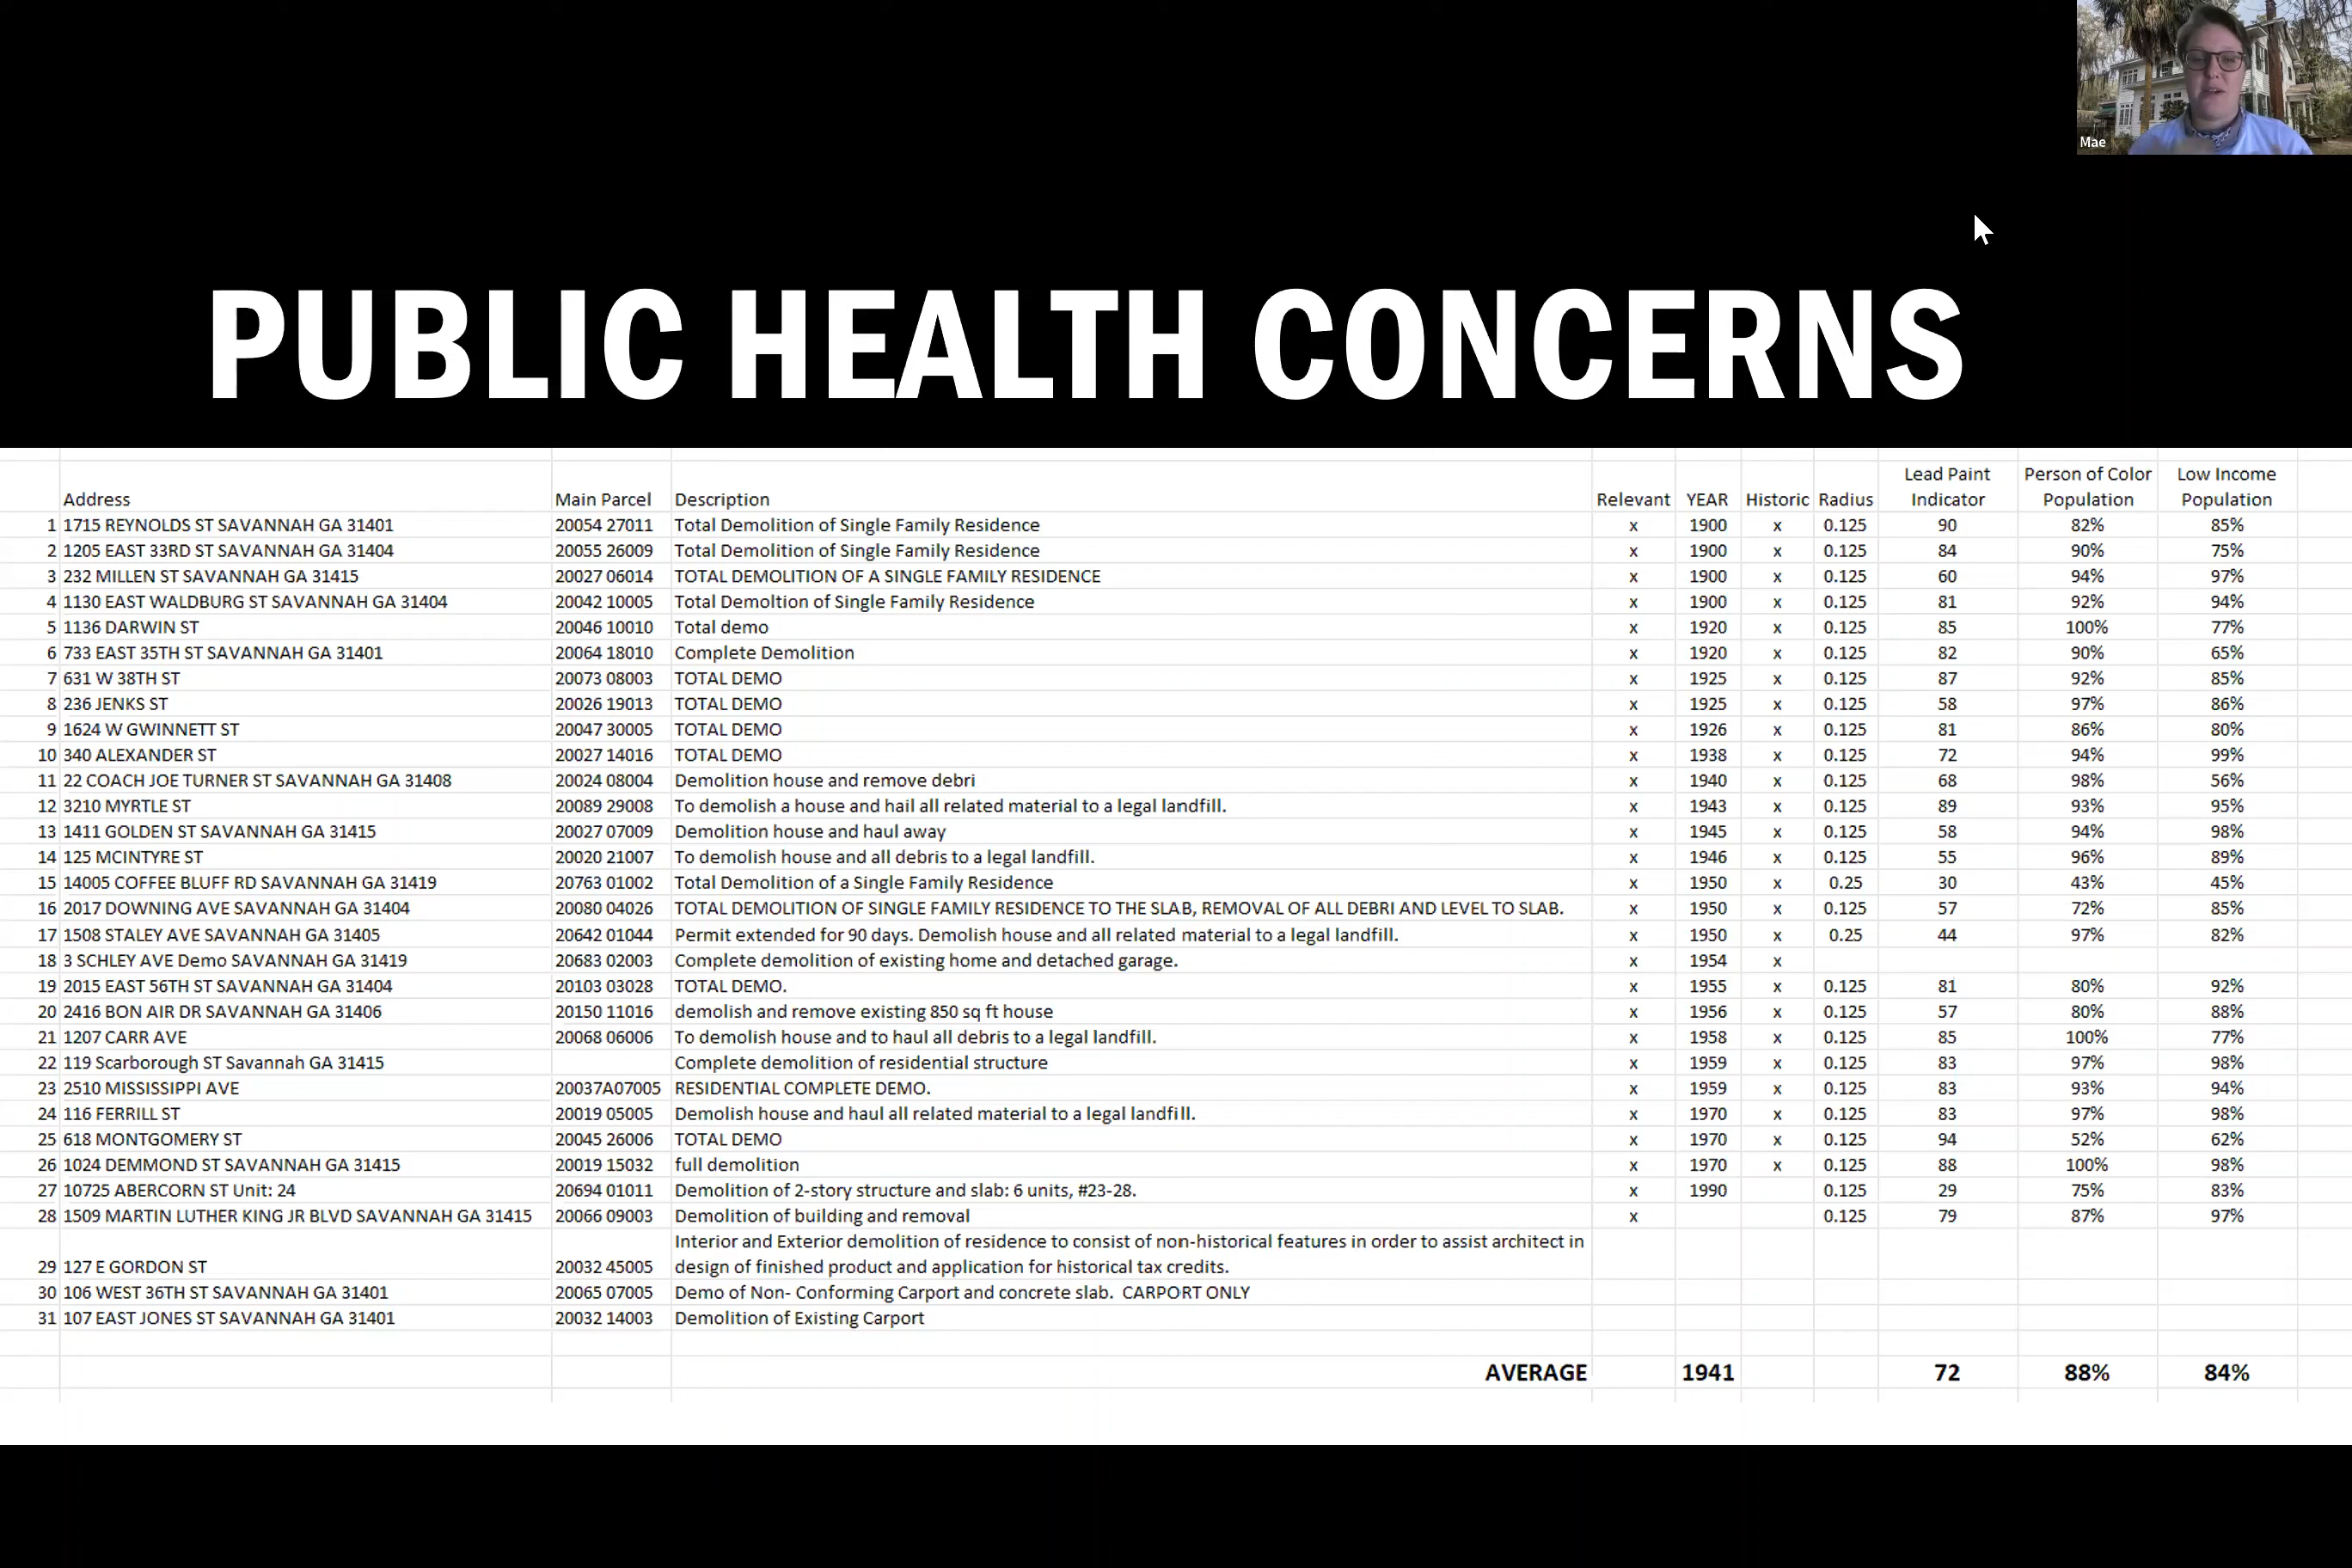 Mae
PUBLIC HEALTH CONCERNS
Address Main Parcel Description Relevant YEAR Historic Radius Lead Paint Indicator Person of Color Population Low Income Population
1 1715 REYNOLDS ST SAVANNAH GA 31401 20054 27011 Total Demolition of Single Family Residence x 1900 x 0.125 90 82% 85%
2 1205 EAST 33RD ST SAVANNAH GA 31404 20055 26009 Total Demolition of Single Family Residence x 1900 x 0.125 84 90% 75%
3 232 MILLEN ST SAVANNAH GA 31415 20027 06014 TOTAL DEMOLITION OF A SINGLE FAMILY RESIDENCE x 1900 x 0.125 60 94% 97%
4 1130 EAST WALDBURG ST SAVANNAH GA 31404 20042 10005 Total Demoltion of Single Family Residence x 1900 x 0.125 81 92% 94%
5 1136 DARWIN ST 20046 10010 Total demo x 1920 x 0.125 85 100% 77%
6 733 EAST 35TH ST SAVANNAH GA 31401 20064 18010 Complete Demolition x 1920 x 0.125 82 90% 65%
7 631 W 38TH ST 20073 08003 TOTAL DEMO x 1925 x 0.125 87 92% 85%
8 236 JENKS ST 20026 19013 TOTAL DEMO x 1925 x 0.125 58 97% 86%
9 1624 W GWINNETT ST 20047 30005 TOTAL DEMO x 1926 x 0.125 81 86% 80%
10 340 ALEXANDER ST 20027 14016 TOTAL DEMO x 1938 x 0.125 72 94% 99%
11 22 COACH JOE TURNER ST SAVANNAH GA 31408 20024 08004 Demolition house and remove debri x 1940 x 0.125 68 98% 56%
12 3210 MYRTLE ST 20089 29008 To demolish a house and hail all related material to a legal landfill. x 1943 x 0.125 89 93% 95%
13 1411 GOLDEN ST SAVANNAH GA 31415 20027 07009 Demolition house and haul away x 1945 x 0.125 58 94% 98%
14 125 MCINTYRE ST 20020 21007 To demolish house and all debris to a legal landfill. x 1946 x 0.125 55 96% 89%
15 14005 COFFEE BLUFF RD SAVANNAH GA 31419 20763 01002 Total Demolition of a Single Family Residence x 1950 x 0.25 30 43% 45%
16 2017 DOWNING AVE SAVANNAH GA 31404 20080 04026 TOTAL DEMOLITION OF SINGLE FAMILY RESIDENCE TO THE SLAB, REMOVAL OF ALL DEBRI AND LEVEL TO SLAB. x 1950 x 0.125 57 72% 85%
17 1508 STALEY AVE SAVANNAH GA 31405 20642 01044 Permit extended for 90 days. Demolish house and all related material to a legal landfill. x 1950 x 0.25 44 97% 82%
18 3 SCHLEY AVE Demo SAVANNAH GA 31419 20683 02003 Complete demolition of existing home and detached garage. x 1954 x
19 2015 EAST 56TH ST SAVANNAH GA 31404 20103 03028 TOTAL DEMO. x 1955 x 0.125 81 80% 92%
20 2416 BON AIR DR SAVANNAH GA 31406 20150 11016 demolish and remove existing 850 sq ft house x 1956 x 0.125 57 80% 88%
21 1207 CARR AVE 20068 06006 To demolish house and to haul all debris to a legal landfill. x 1958 x 0.125 85 100% 77%
22 119 Scarborough ST Savannah GA 31415 Complete demolition of residential structure x 1959 x 0.125 83 97% 98%
23 2510 MISSISSIPPI AVE 20037A07005 RESIDENTIAL COMPLETE DEMO. x 1959 x 0.125 83 93% 94%
24 116 FERRILL ST 20019 05005 Demolish house and haul all related material to a legal landfill. x 1970 x 0.125 83 97% 98%
25 618 MONTGOMERY ST 20045 26006 TOTAL DEMO x 1970 x 0.125 94 52% 62%
26 1024 DEMMOND ST SAVANNAH GA 31415 20019 15032 full demolition x 1970 x 0.125 88 100% 98%
27 10725 ABERCORN ST Unit: 24 20694 01011 Demolition of 2-story structure and slab: 6 units, #23-28. x 1990 0.125 29 75% 83%
28 1509 MARTIN LUTHER KING JR BLVD SAVANNAH GA 31415 20066 09003 Demolition of building and removal x 0.125 79 87% 97%
Interior and Exterior demolition of residence to consist of non-historical features in order to assist architect in
29 127 E GORDON ST 20032 45005 design of finished product and application for historical tax credits.
30 106 WEST 36TH ST SAVANNAH GA 31401 20065 07005 Demo of Non- Conforming Carport and concrete slab. CARPORT ONLY
31 107 EAST JONES ST SAVANNAH GA 31401 20032 14003 Demolition of Existing Carport
AVERAGE 1941 72 88% 84%